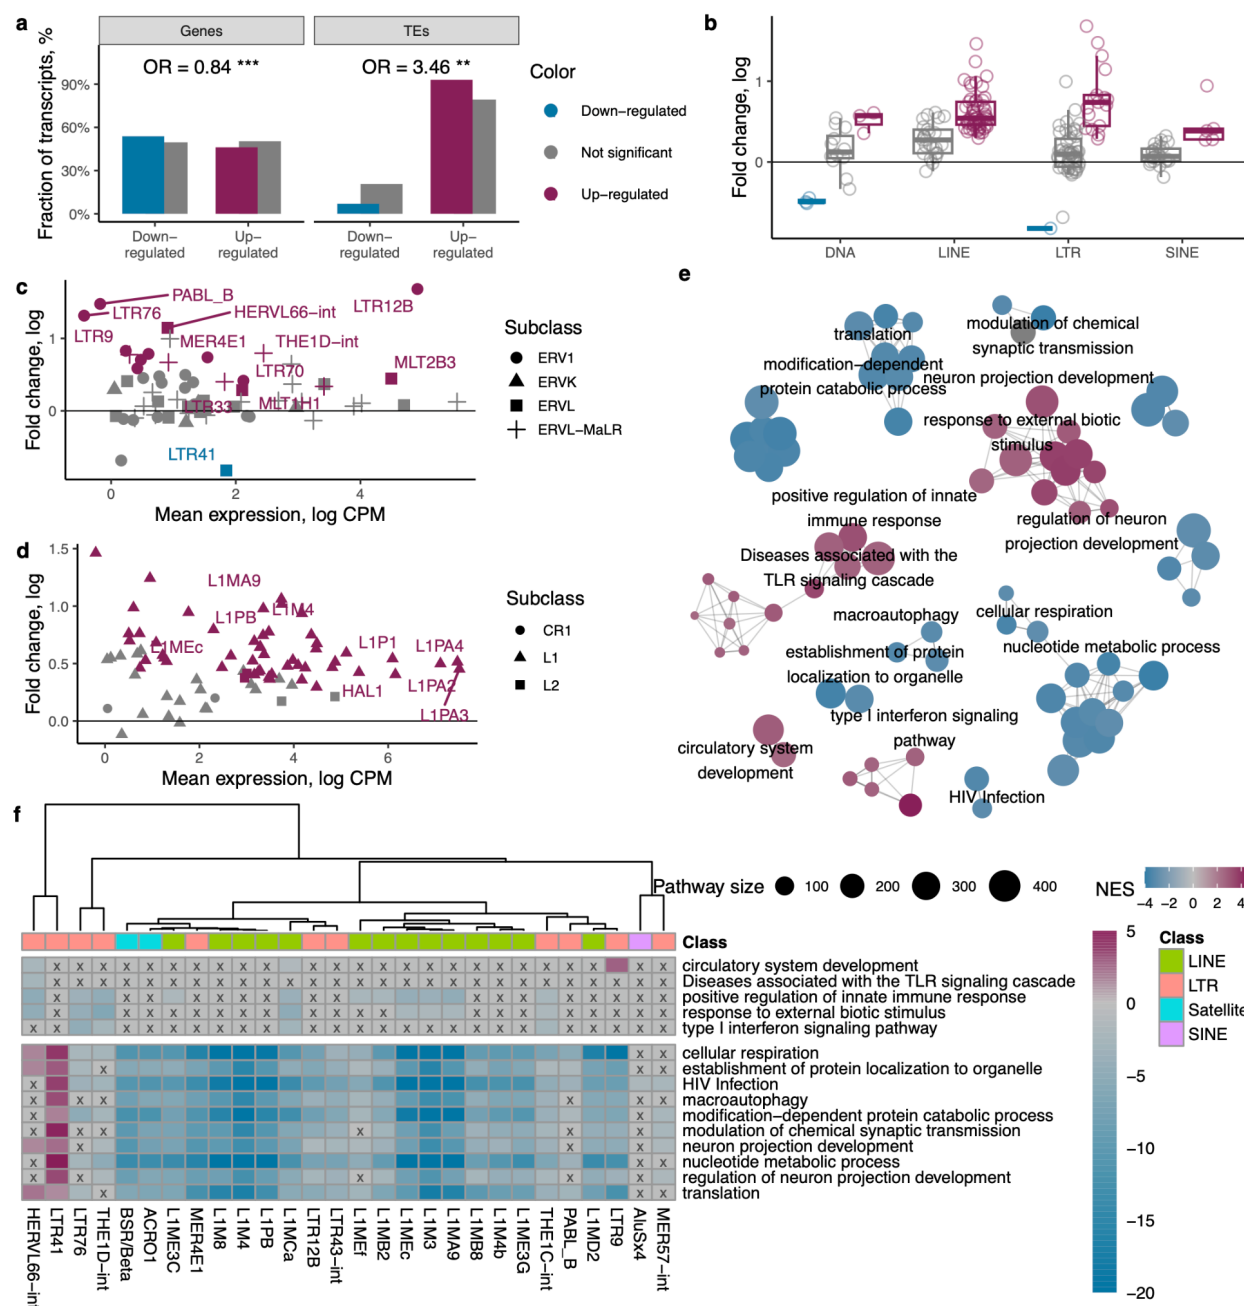 a
Genes
TEs
OR = 0.84 ***
OR = 3.46 **
Fraction of transcripts, %
90%
60%
30%
0%
Down−
regulated
Up−
regulated
Down−
regulated
Up−
regulated
Color
Down−regulated
Not significant
Up−regulated
b
Fold change, log
1
0
DNA
LINE
LTR
SINE
c
Fold change, log
1
0
PABL_B
LTR76
HERVL66−int
LTR12B
LTR9
MER4E1
THE1D−int
LTR70
MLT2B3
LTR33
MLT1H1
LTR41
0
2
4
Mean expression, log CPM
Subclass
ERV1
ERVK
ERVL
ERVL−MaLR
d
Fold change, log
1.5
1.0
0.5
0.0
L1MA9
L1M4
L1PB
L1MEc
L1P1
L1PA4
HAL1
L1PA2
L1PA3
0
2
4
6
Mean expression, log CPM
Subclass
CR1
L1
L2
e
translation
modulation of chemical
synaptic transmission
modification−dependent
protein catabolic process
neuron projection development
response to external biotic
stimulus
positive regulation of innate
immune response
regulation of neuron
projection development
Diseases associated with the
TLR signaling cascade
macroautophagy
cellular respiration
establishment of protein
localization to organelle
nucleotide metabolic process
type I interferon signaling
pathway
circulatory system
development
HIV Infection
Pathway size
100
200
300
400
NES
−4
−2
0
2
4
f
Class
circulatory system development
Diseases associated with the TLR signaling cascade
positive regulation of innate immune response
response to external biotic stimulus
type I interferon signaling pathway
cellular respiration
establishment of protein localization to organelle
HIV Infection
macroautophagy
modification−dependent protein catabolic process
modulation of chemical synaptic transmission
neuron projection development
nucleotide metabolic process
regulation of neuron projection development
translation
HERVL66−int
LTR41
LTR76
THE1D−int
BSR/Beta
ACRO1
L1ME3C
MER4E1
L1M8
L1M4
L1PB
L1MCa
LTR12B
LTR43−int
L1MEf
L1MB2
L1MEc
L1M3
L1MA9
L1MB8
L1M4b
L1ME3G
THE1C−int
PABL_B
L1MD2
LTR9
AluSx4
MER57−int
5
0
−5
−10
−15
−20
Class
LINE
LTR
Satellite
SINE